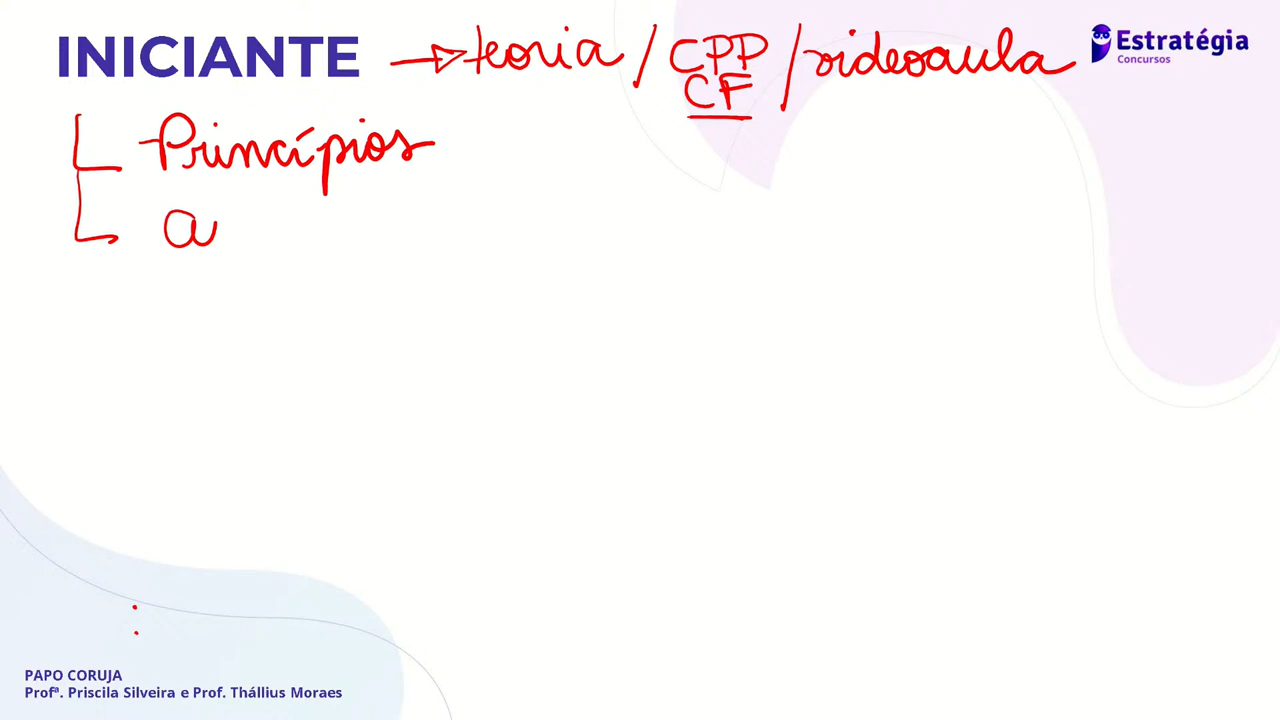 INICIANTE → teoria / CPP / videoaula
CF
Princípios
a
Estratégia
Concursos
PAPO CORUJA
Profª. Priscila Silveira e Prof. Thállius Moraes